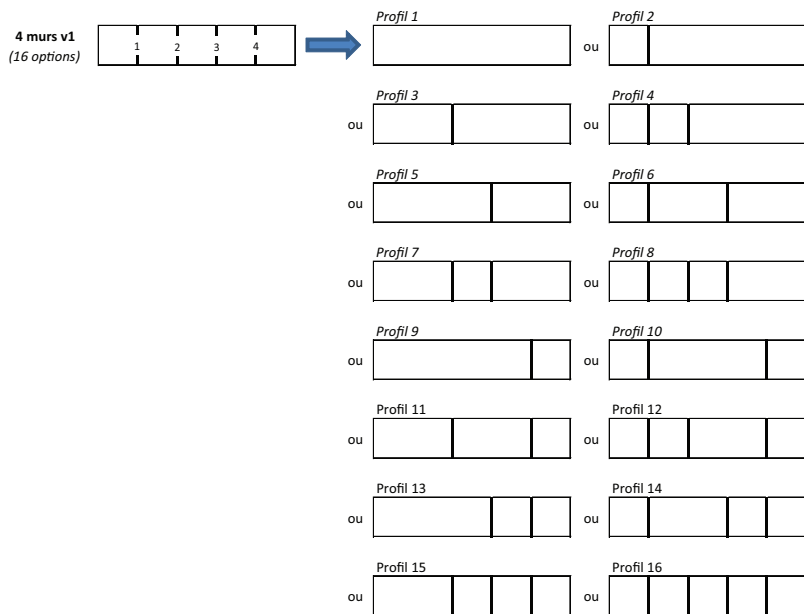 Profil 1
Profil 2
4 murs v1
(16 options)
1 2 3 4
ou
Profil 3
Profil 4
ou
ou
Profil 5
Profil 6
ou
ou
Profil 7
Profil 8
ou
ou
Profil 9
Profil 10
ou
ou
Profil 11
Profil 12
ou
ou
Profil 13
Profil 14
ou
ou
Profil 15
Profil 16
ou
ou